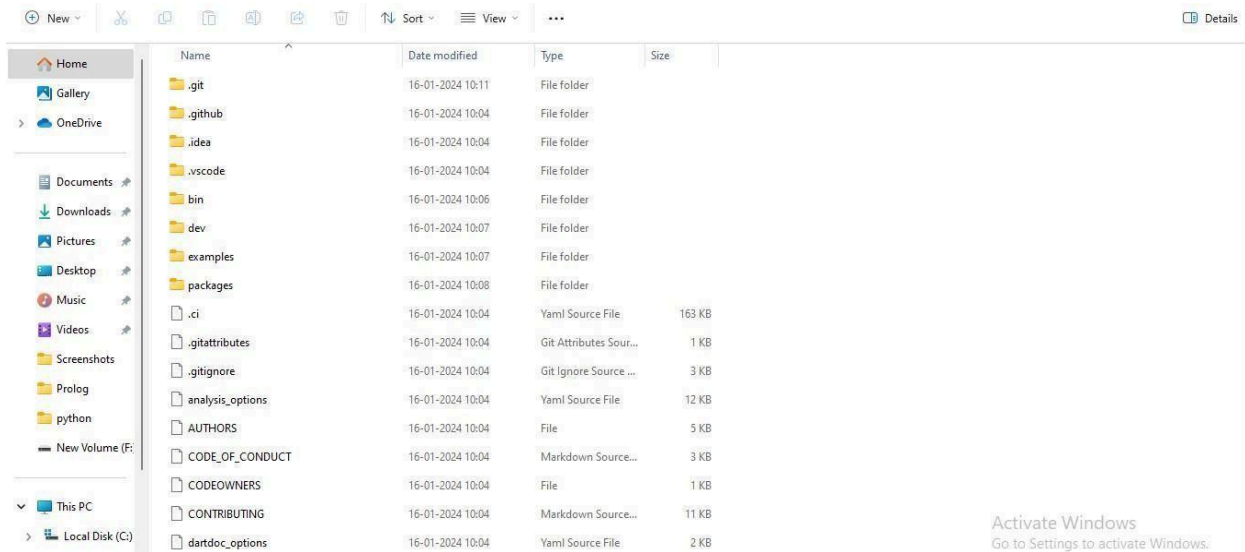 New
Sort
View
Details
Name Date modified Type Size
Home
Gallery
OneDrive
Documents
Downloads
Pictures
Desktop
Music
Videos
Screenshots
Prolog
python
New Volume (F:
This PC
Local Disk (C:)
.git 16-01-2024 10:11 File folder
.github 16-01-2024 10:04 File folder
.idea 16-01-2024 10:04 File folder
.vscode 16-01-2024 10:04 File folder
bin 16-01-2024 10:06 File folder
dev 16-01-2024 10:07 File folder
examples 16-01-2024 10:07 File folder
packages 16-01-2024 10:08 File folder
.ci 16-01-2024 10:04 Yaml Source File 163 KB
.gitattributes 16-01-2024 10:04 Git Attributes Sour... 1 KB
.gitignore 16-01-2024 10:04 Git Ignore Source ... 3 KB
analysis_options 16-01-2024 10:04 Yaml Source File 12 KB
AUTHORS 16-01-2024 10:04 File 5 KB
CODE_OF_CONDUCT 16-01-2024 10:04 Markdown Source... 3 KB
CODEOWNERS 16-01-2024 10:04 File 1 KB
CONTRIBUTING 16-01-2024 10:04 Markdown Source... 11 KB
dartdoc_options 16-01-2024 10:04 Yaml Source File 2 KB
Activate Windows
Go to Settings to activate Windows.